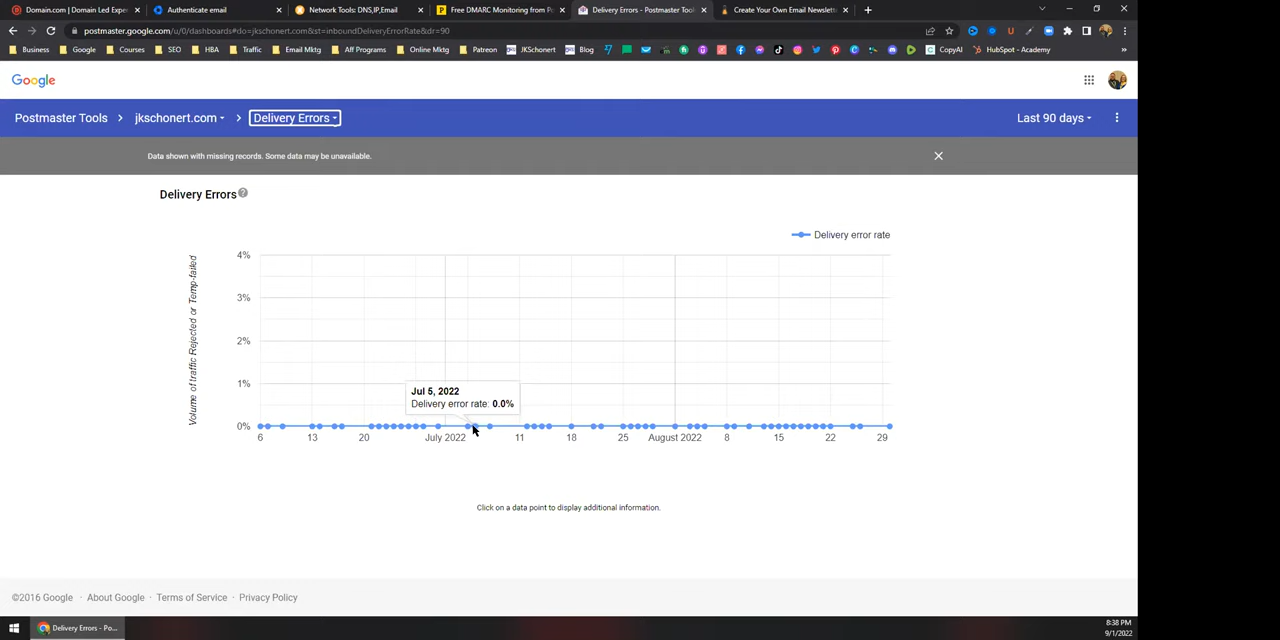 Domain.com | Domain Led Exper
Authenticate email
Network Tools: DNS,IP,Email
Free DMARC Monitoring from Po
Delivery Errors - Postmaster Tool
Create Your Own Email Newslett
postmaster.google.com/u/0/dashboards#do=jkschonert.com&st=inboundDeliveryErrorRate&dr=90
Business
Google
Courses
SEO
HBA
Traffic
Email Mktg
Aff Programs
Online Mktg
Patreon
JKSchonert
Blog
CopyAI
HubSpot - Academy
»
Google
Postmaster Tools > jkschonert.com > Delivery Errors
Last 90 days
Data shown with missing records. Some data may be unavailable.
Delivery Errors
Delivery error rate
Volume of traffic Rejected or Temp-failed
4%
3%
2%
1%
0%
Jul 5, 2022
Delivery error rate: 0.0%
6 13 20 July 2022 11 18 25 August 2022 8 15 22 29
Click on a data point to display additional information.
©2016 Google · About Google · Terms of Service · Privacy Policy
Delivery Errors - Po...
8:38 PM
9/1/2022